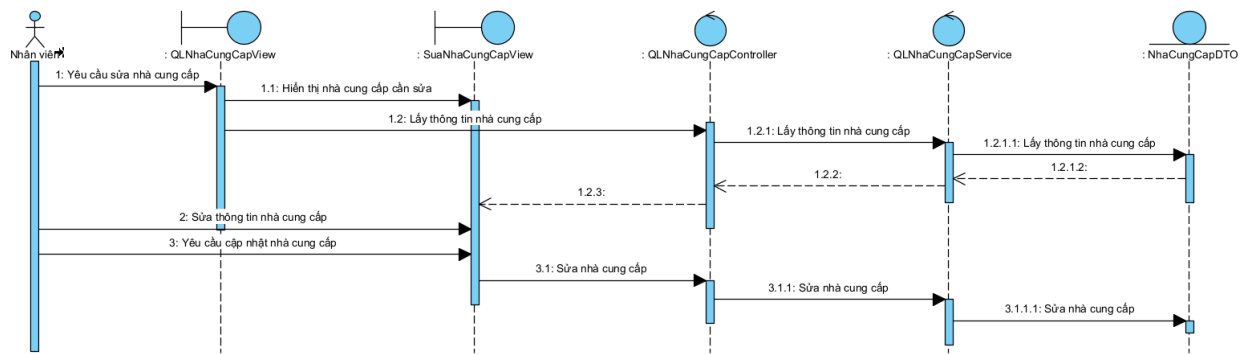 Nhân viên
: QLNhaCungCapView
: SuaNhaCungCapView
: QLNhaCungCapController
: QLNhaCungCapService
: NhaCungCapDTO
1: Yêu cầu sửa nhà cung cấp
1.1: Hiển thị nhà cung cấp cần sửa
1.2: Lấy thông tin nhà cung cấp
1.2.1: Lấy thông tin nhà cung cấp
1.2.1.1: Lấy thông tin nhà cung cấp
1.2.1.2:
1.2.2:
1.2.3:
2: Sửa thông tin nhà cung cấp
3: Yêu cầu cập nhật nhà cung cấp
3.1: Sửa nhà cung cấp
3.1.1: Sửa nhà cung cấp
3.1.1.1: Sửa nhà cung cấp